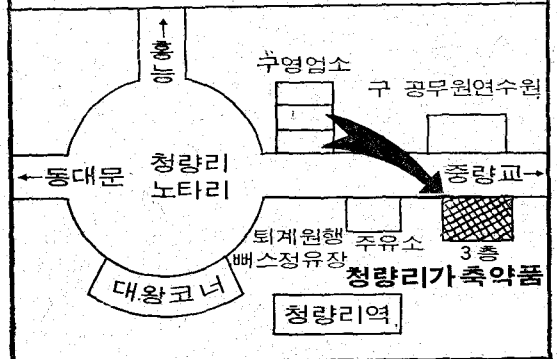 ↑
홍
능
구영업소
구 공무원연수원
←동대문
청량리
노타리
중량교→
퇴계원행
뻐스정유장
주유소
3층
청량리가축약품
대.왕코너
청량리역